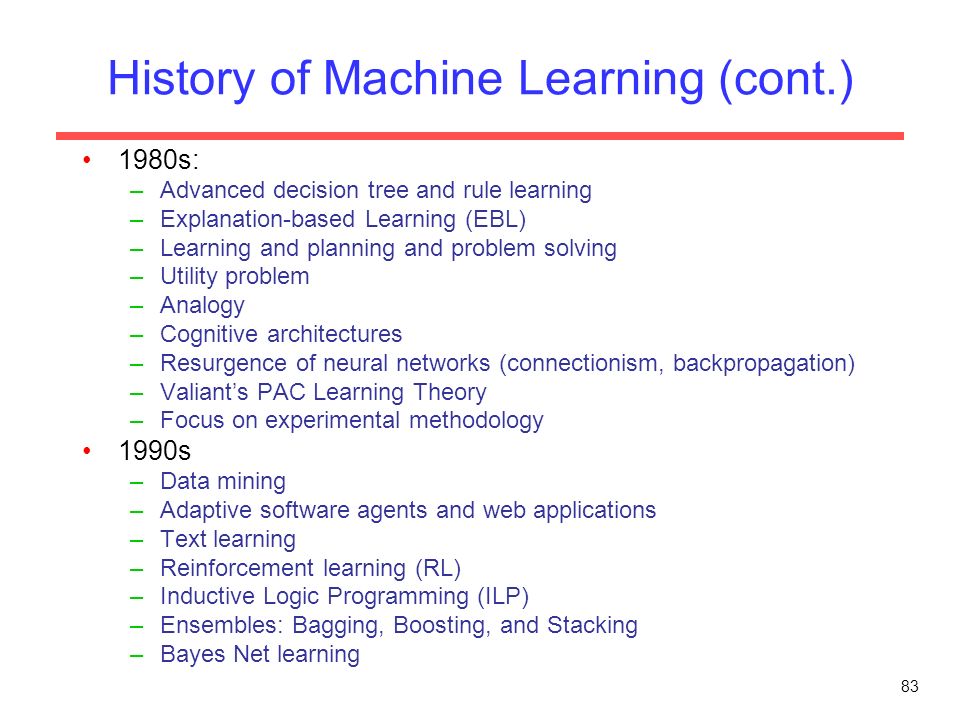 History of Machine Learning (cont.)
• 1980s:
– Advanced decision tree and rule learning
– Explanation-based Learning (EBL)
– Learning and planning and problem solving
– Utility problem
– Analogy
– Cognitive architectures
– Resurgence of neural networks (connectionism, backpropagation)
– Valiant’s PAC Learning Theory
– Focus on experimental methodology
• 1990s
– Data mining
– Adaptive software agents and web applications
– Text learning
– Reinforcement learning (RL)
– Inductive Logic Programming (ILP)
– Ensembles: Bagging, Boosting, and Stacking
– Bayes Net learning
83